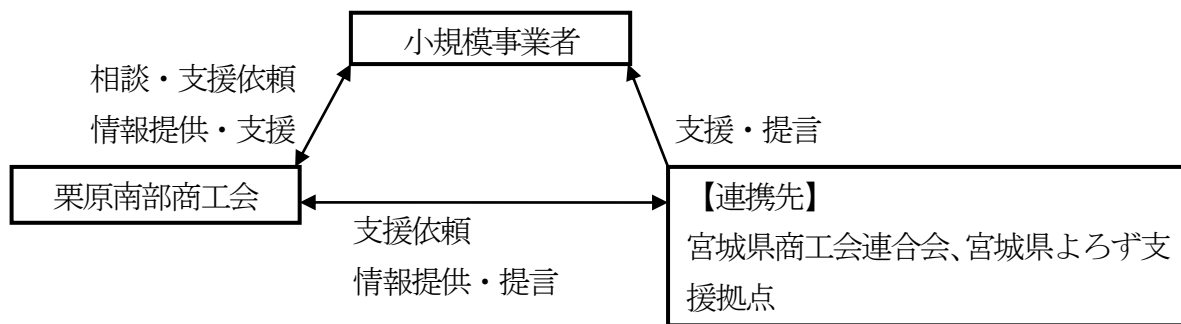 小規模事業者
相談・支援依頼
情報提供・支援
支援・提言
栗原南部商工会
【連携先】
宮城県商工会連合会、宮城県よろず支
援拠点
支援依頼
情報提供・提言